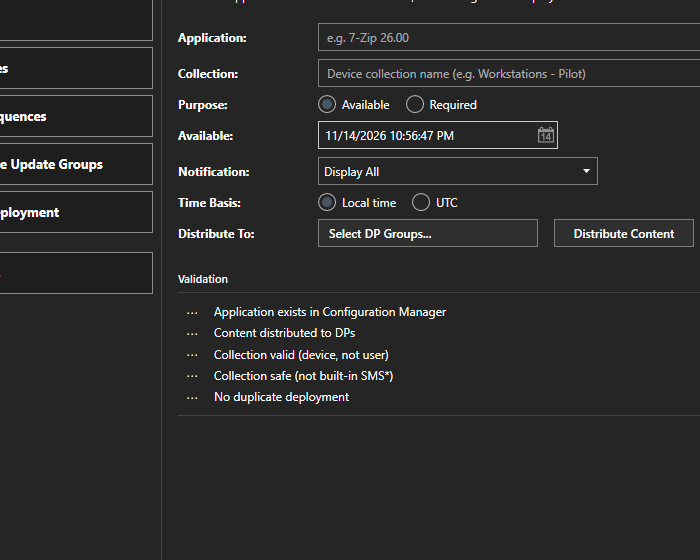 Application: e.g. 7-Zip 26.00
Collection: Device collection name (e.g. Workstations - Pilot)
es
Purpose: Available Required
quences
Available: 11/14/2026 10:56:47 PM 14
e Update Groups
Notification: Display All
Time Basis: Local time UTC
ployment
Distribute To: Select DP Groups... Distribute Content
Validation
... Application exists in Configuration Manager
... Content distributed to DPs
... Collection valid (device, not user)
... Collection safe (not built-in SMS*)
... No duplicate deployment